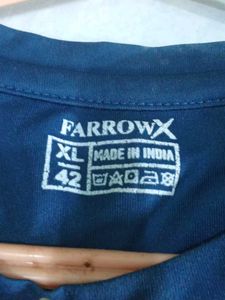 FARROWX
XL
42
MADE IN INDIA